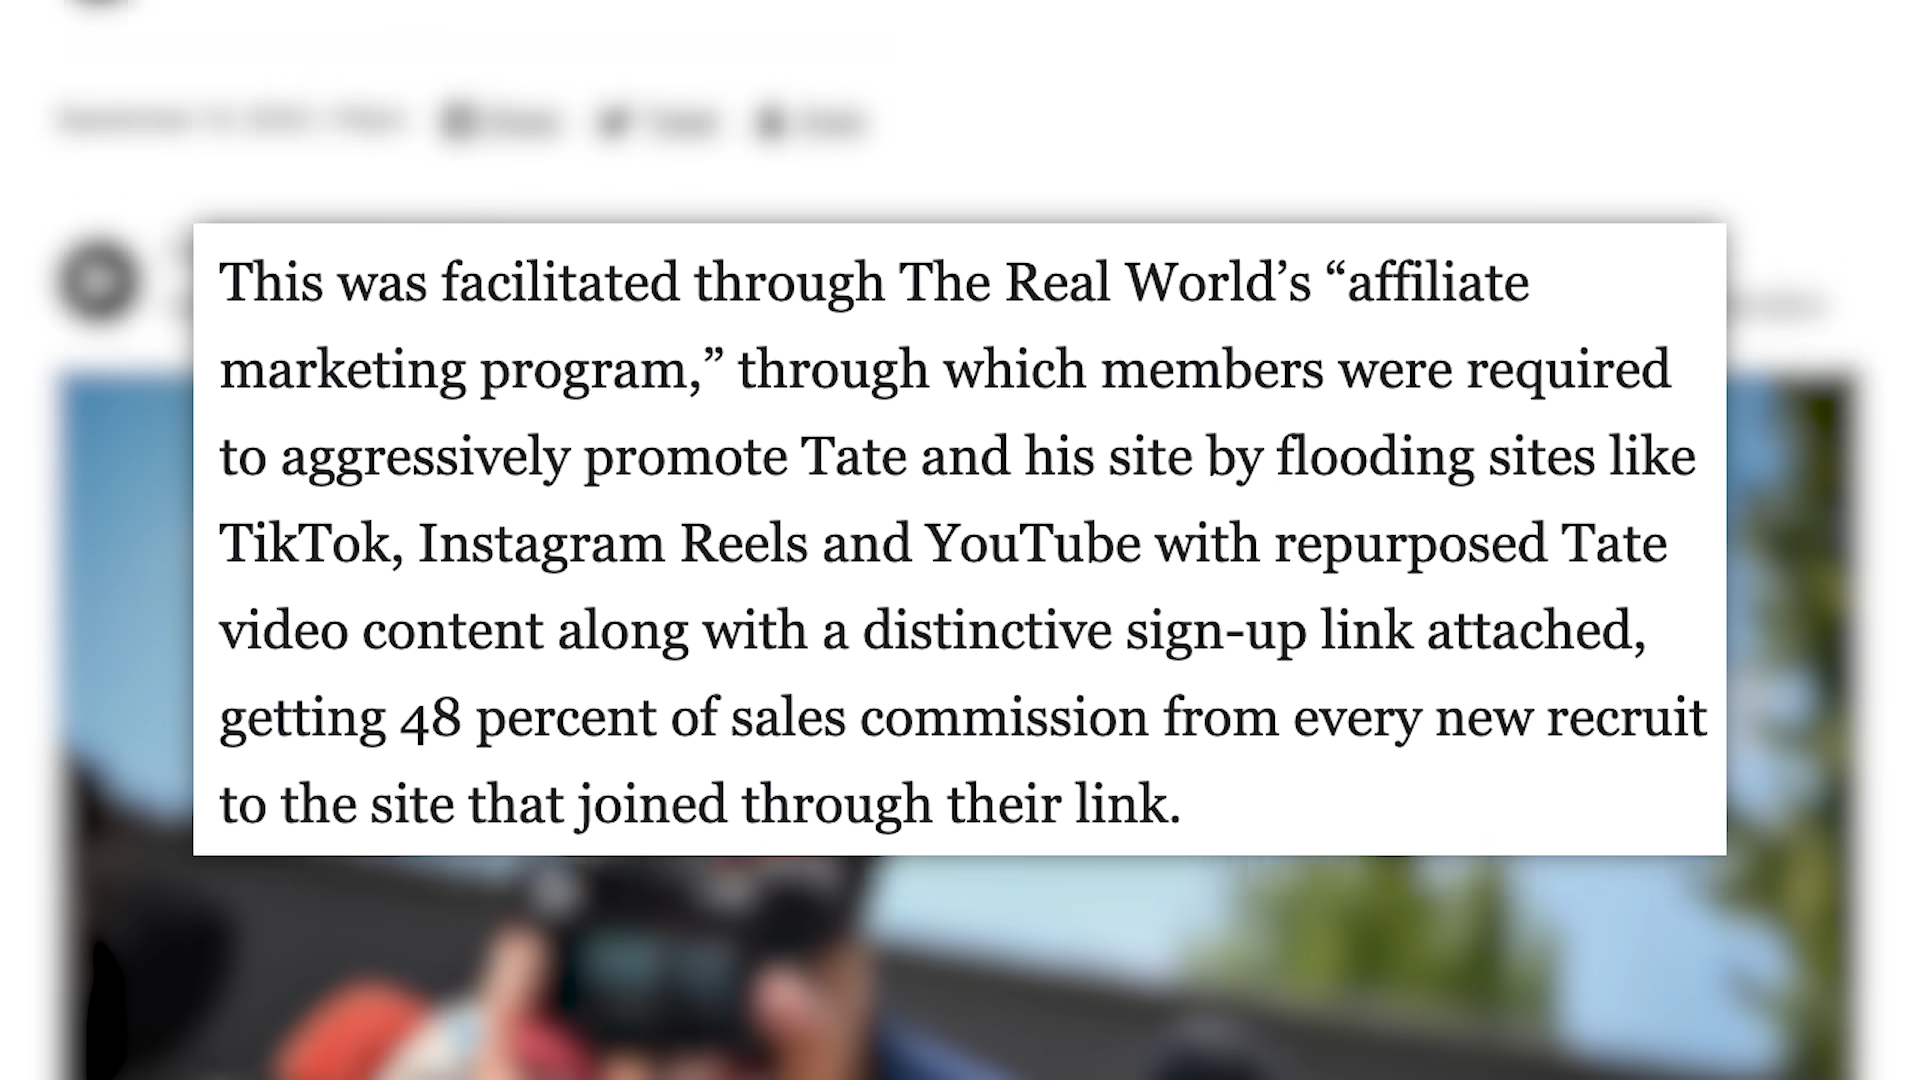 This was facilitated through The Real World’s “affiliate
marketing program,” through which members were required
to aggressively promote Tate and his site by flooding sites like
TikTok, Instagram Reels and YouTube with repurposed Tate
video content along with a distinctive sign-up link attached,
getting 48 percent of sales commission from every new recruit
to the site that joined through their link.